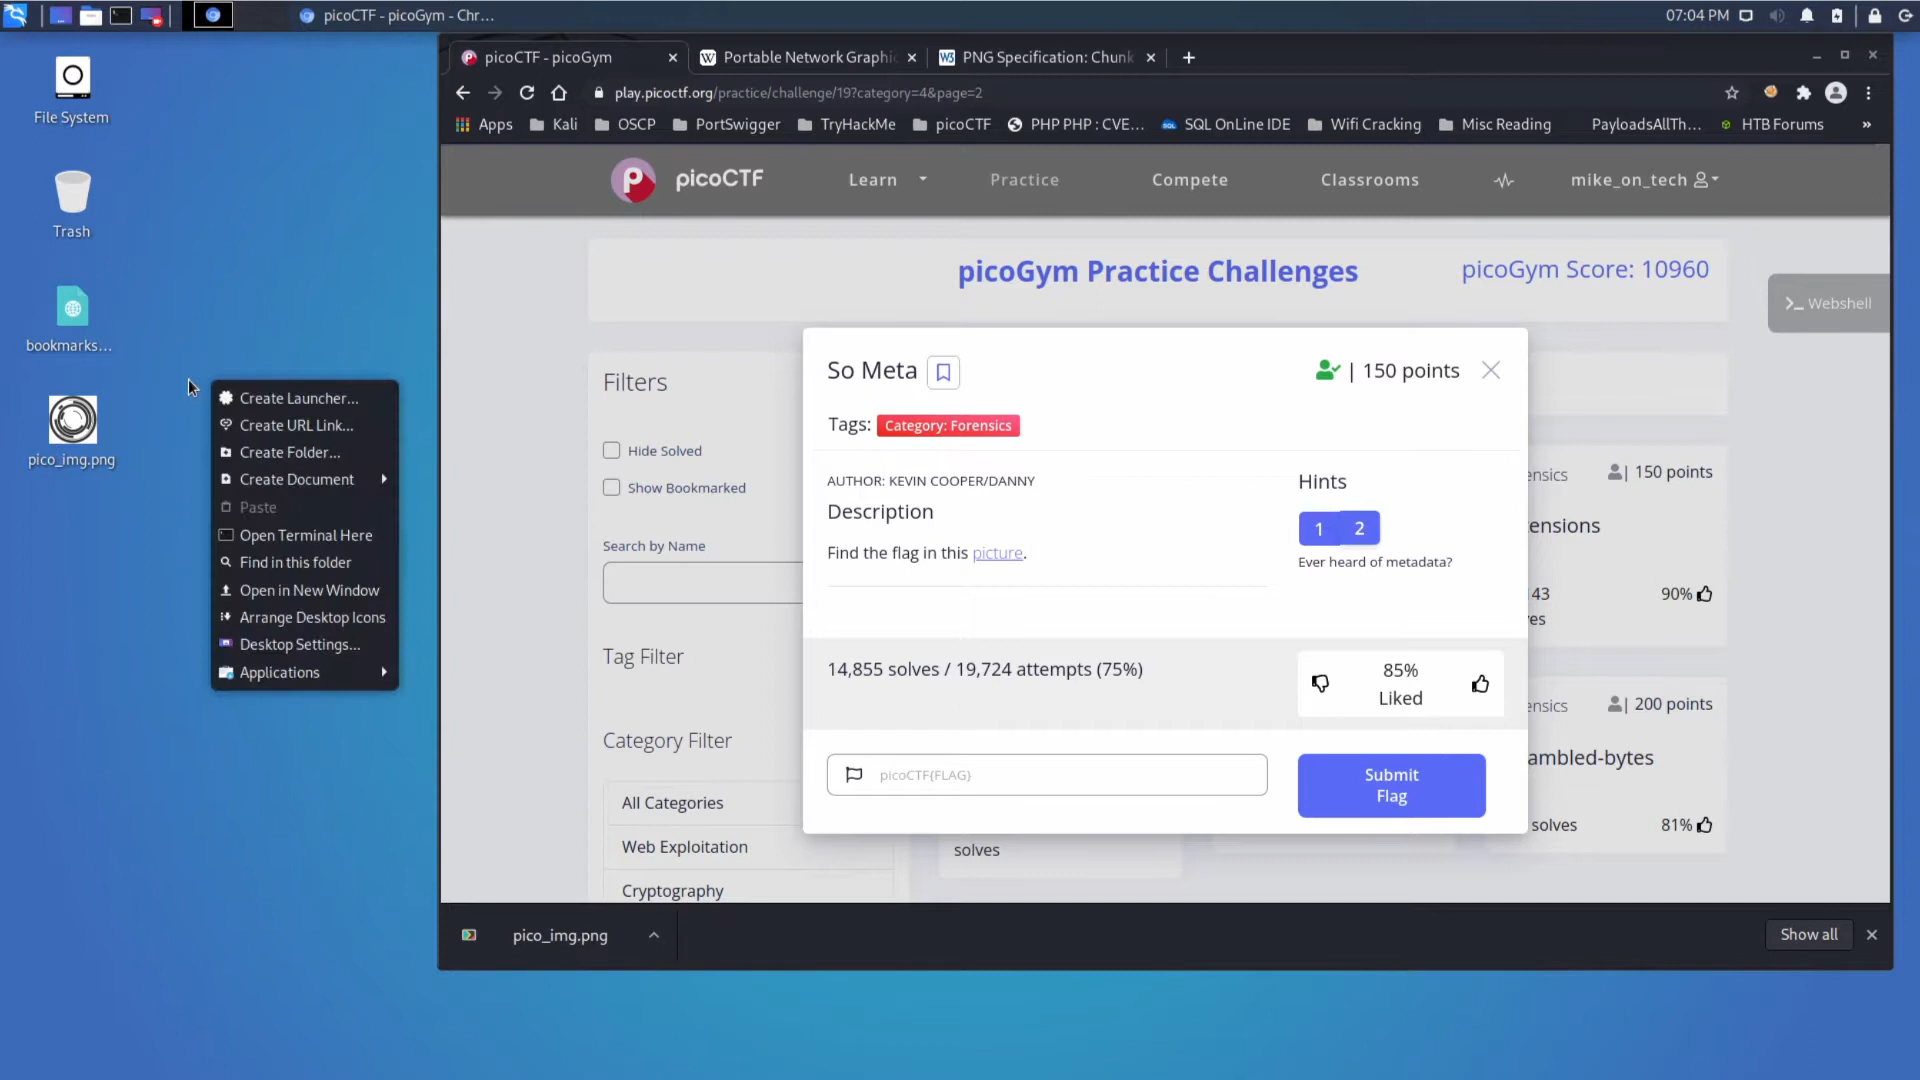 picoCTF - picoGym - Chr...
07:04 PM
File System
Trash
bookmarks...
pico_img.png
Create Launcher...
Create URL Link...
Create Folder...
Create Document
Paste
Open Terminal Here
Find in this folder
Open in New Window
Arrange Desktop Icons
Desktop Settings...
Applications
picoCTF - picoGym
Portable Network Graphi
PNG Specification: Chunk
play.picoctf.org/practice/challenge/19?category=4&page=2
Apps Kali OSCP PortSwigger TryHackMe picoCTF PHP PHP : CVE... SQL OnLine IDE Wifi Cracking Misc Reading PayloadsAllTh... HTB Forums »
picoCTF Learn Practice Compete Classrooms mike_on_tech
picoGym Practice Challenges
picoGym Score: 10960
>_ Webshell
Filters
Hide Solved
Show Bookmarked
Search by Name
Tag Filter
Category Filter
All Categories
Web Exploitation
Cryptography
So Meta
| 150 points
Tags: Category: Forensics
AUTHOR: KEVIN COOPER/DANNY
Description
Find the flag in this picture.
Hints
1 2
Ever heard of metadata?
14,855 solves / 19,724 attempts (75%)
85%
Liked
picoCTF{FLAG}
Submit
Flag
solves
ensics
| 150 points
tensions
43
es
90%
ensics
| 200 points
ambled-bytes
solves
81%
pico_img.png
Show all